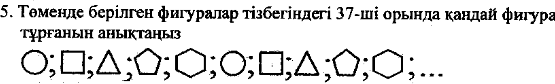 5. Төменде берілген фигуралар тізбегіндегі 37-ші орында қандай фигура
тұрғанын анықтаңыз
○;□;△;⬠;⬡;○;□;△;⬠;⬡;...